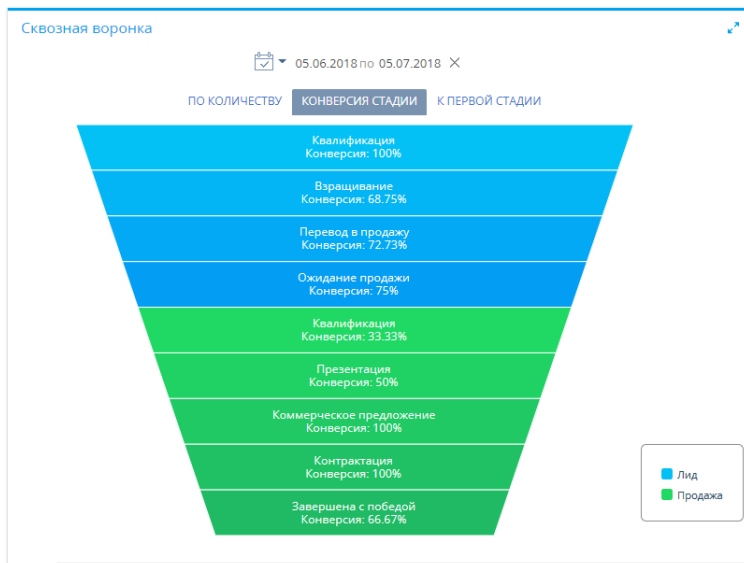 Сквозная воронка
05.06.2018 по 05.07.2018
ПО КОЛИЧЕСТВУ КОНВЕРСИЯ СТАДИИ К ПЕРВОЙ СТАДИИ
Квалификация
Конверсия: 100%
Взращивание
Конверсия: 68.75%
Перевод в продажу
Конверсия: 72.73%
Ожидание продажи
Конверсия: 75%
Квалификация
Конверсия: 33.33%
Презентация
Конверсия: 50%
Коммерческое предложение
Конверсия: 100%
Контрактация
Конверсия: 100%
Завершена с победой
Конверсия: 66.67%
Лид
Продажа